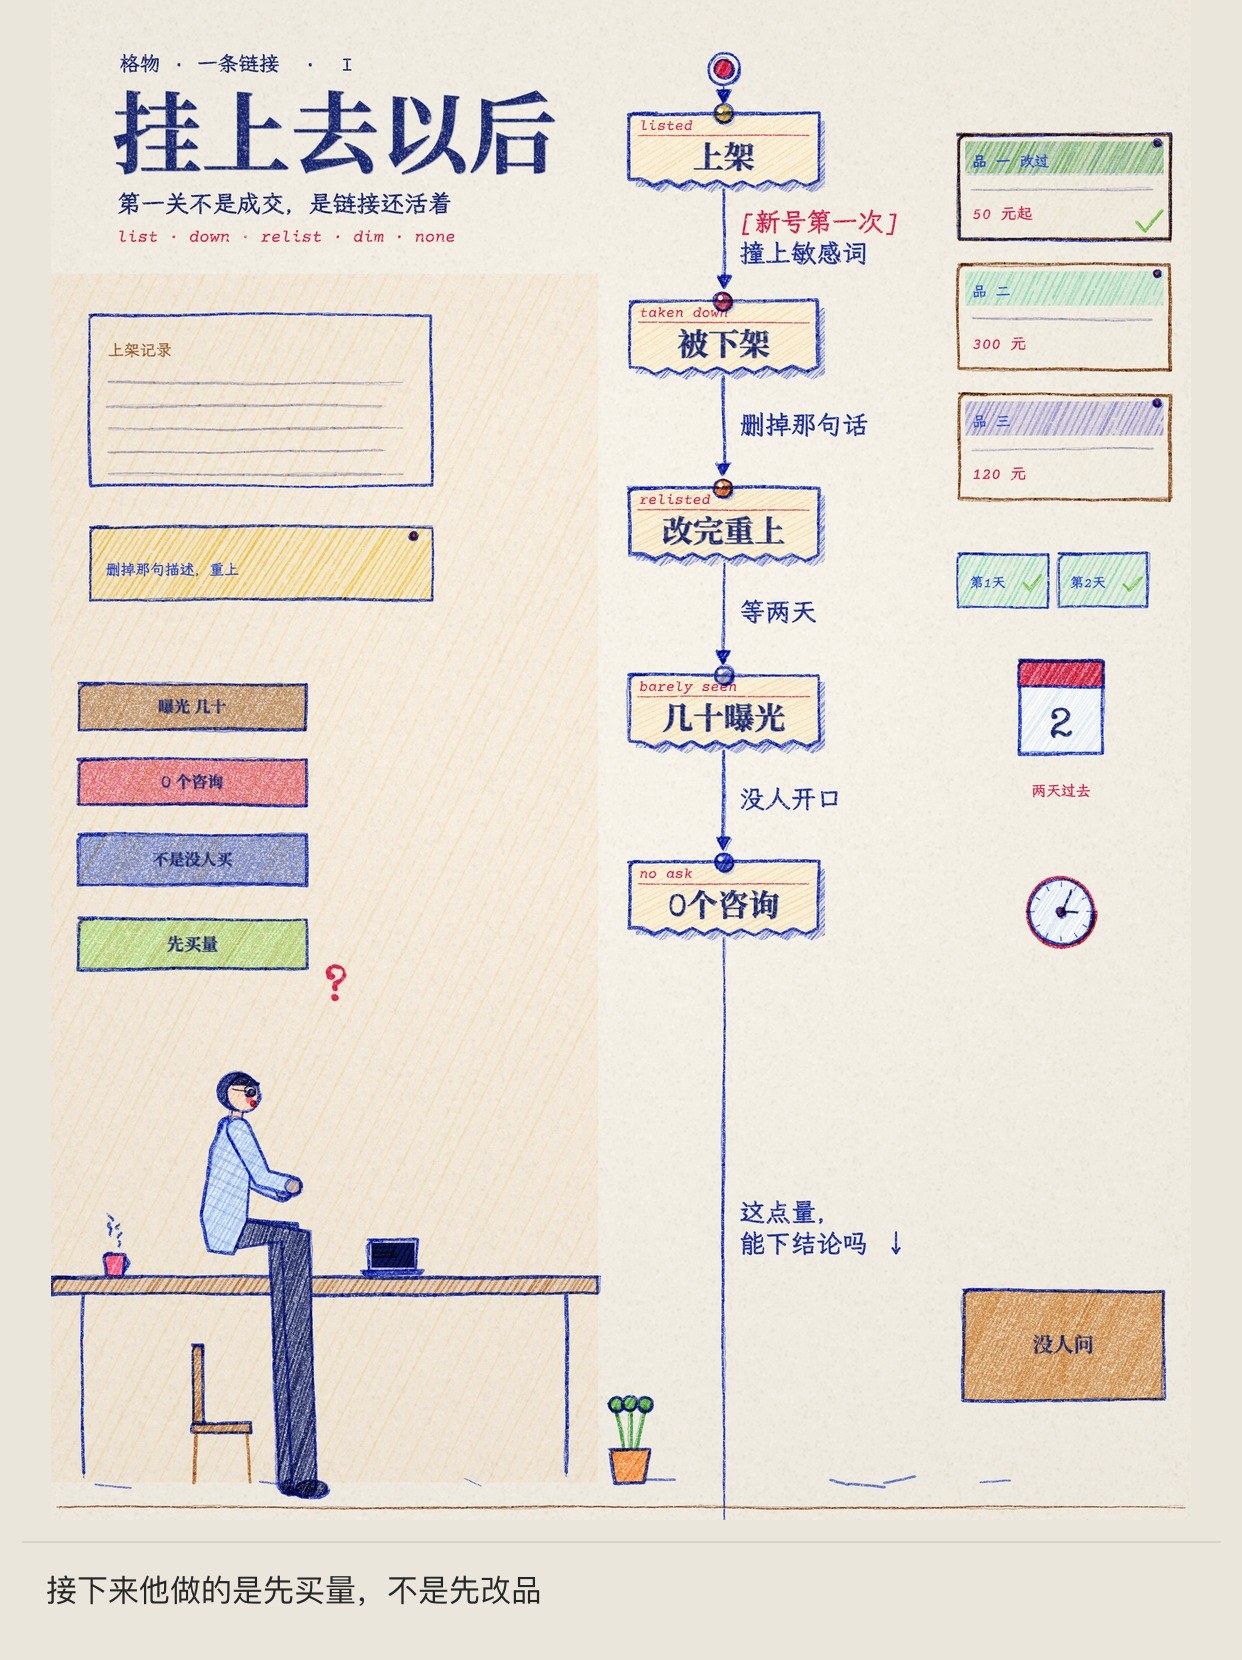 格物 · 一条链接 · I
挂上去以后
第一关不是成交，是链接还活着
list · down · relist · dim · none
上架记录
删掉那句描述，重上
曝光 几十
0 个咨询
不是没人买
先买量
?
listed
上架
[新号第一次]
撞上敏感词
taken down
被下架
删掉那句话
relisted
改完重上
等两天
barely seen
几十曝光
没人开口
no ask
0个咨询
这点量，
能下结论吗 ↓
品 一 改过
50 元起
品 二
300 元
品 三
120 元
第1天
第2天
2
两天过去
没人问
接下来他做的是先买量，不是先改品